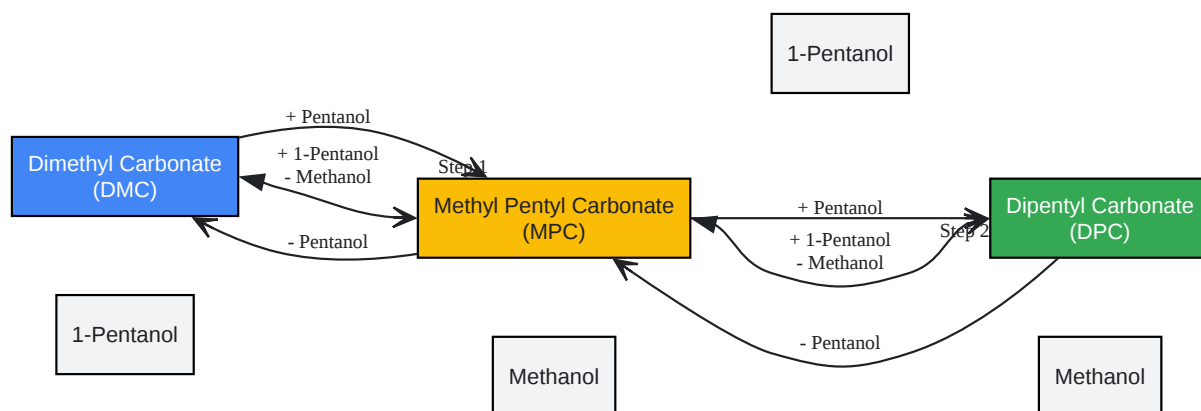 1-Pentanol
+ Pentanol
Dimethyl Carbonate
(DMC)
+ 1-Pentanol
- Methanol
Step 1
Methyl Pentyl Carbonate
(MPC)
- Pentanol
+ Pentanol
+ 1-Pentanol
- Methanol
Step 2
Dipentyl Carbonate
(DPC)
1-Pentanol
- Pentanol
Methanol
Methanol